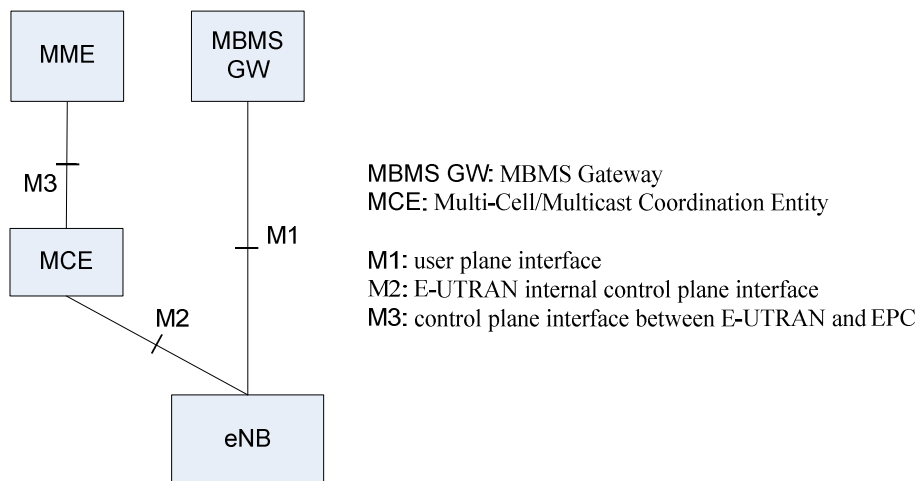 MME
MBMS
GW
M3
M1
MCE
M2
eNB
MBMS GW: MBMS Gateway
MCE: Multi-Cell/Multicast Coordination Entity
M1: user plane interface
M2: E-UTRAN internal control plane interface
M3: control plane interface between E-UTRAN and EPC